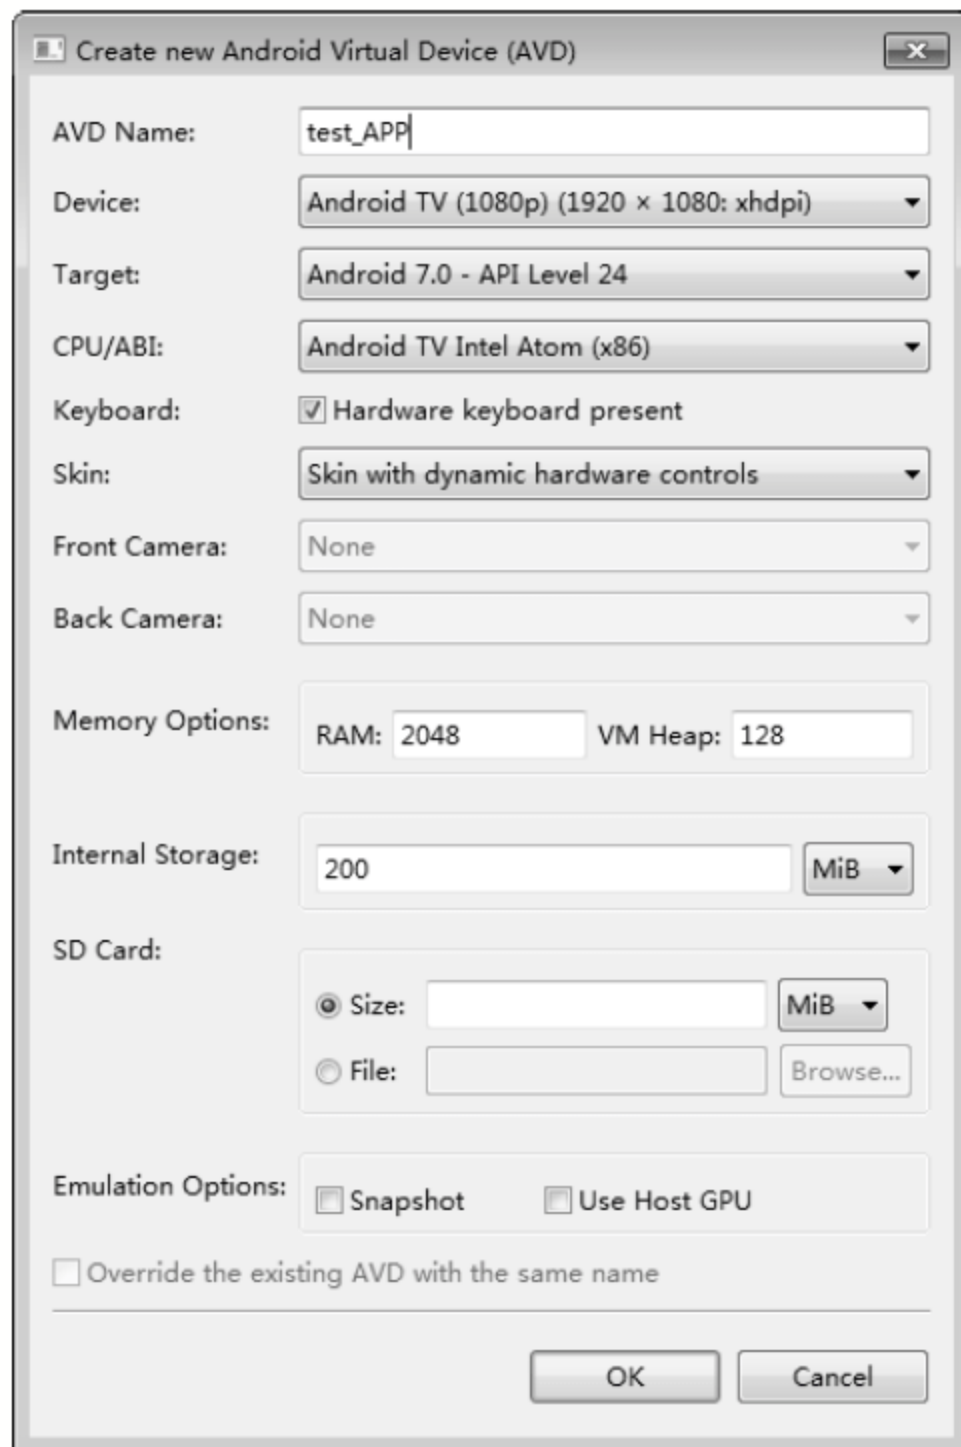 Create new Android Virtual Device (AVD)
AVD Name: test_APP
Device: Android TV (1080p) (1920 × 1080: xhdpi)
Target: Android 7.0 - API Level 24
CPU/ABI: Android TV Intel Atom (x86)
Keyboard: Hardware keyboard present
Skin: Skin with dynamic hardware controls
Front Camera: None
Back Camera: None
Memory Options: RAM: 2048 VM Heap: 128
Internal Storage: 200 MiB
SD Card:
Size: MiB
File: Browse...
Emulation Options: Snapshot Use Host GPU
Override the existing AVD with the same name
OK Cancel